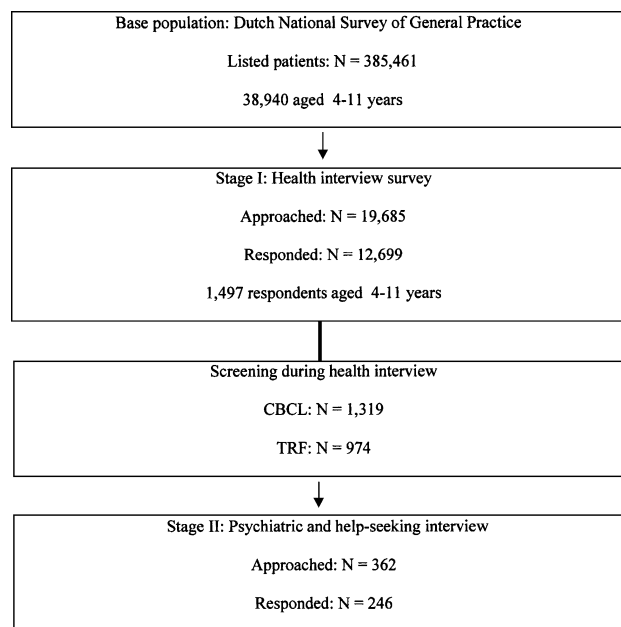 Base population: Dutch National Survey of General Practice
Listed patients: N = 385,461
38,940 aged 4-11 years
Stage I: Health interview survey
Approached: N = 19,685
Responded: N = 12,699
1,497 respondents aged 4-11 years
Screening during health interview
CBCL: N = 1,319
TRF: N = 974
Stage II: Psychiatric and help-seeking interview
Approached: N = 362
Responded: N = 246